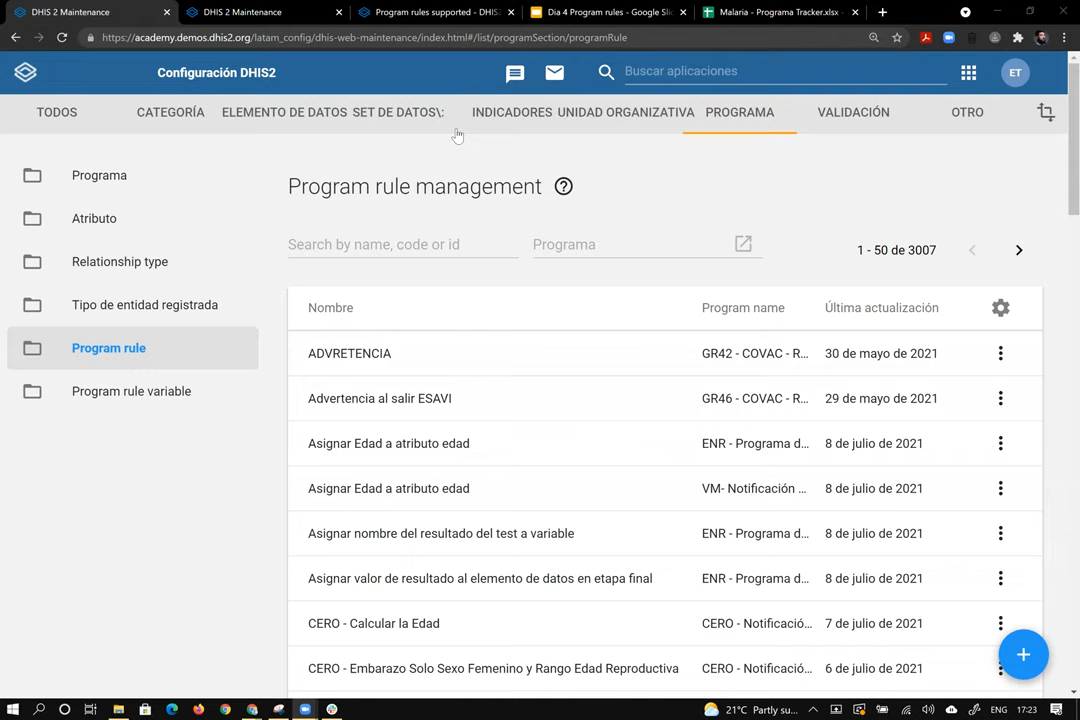 DHIS 2 Maintenance
DHIS 2 Maintenance
Program rules supported - DHIS
Dia 4 Program rules - Google Sli
Malaria - Programa Tracker.xlsx -
https://academy.demos.dhis2.org/latam_config/dhis-web-maintenance/index.html#/list/programSection/programRule
Configuración DHIS2
Buscar aplicaciones
ET
TODOS
CATEGORÍA
ELEMENTO DE DATOS
SET DE DATOS\:
INDICADORES
UNIDAD ORGANIZATIVA
PROGRAMA
VALIDACIÓN
OTRO
Programa
Atributo
Relationship type
Tipo de entidad registrada
Program rule
Program rule variable
Program rule management
Search by name, code or id
Programa
1 - 50 de 3007
Nombre Program name Última actualización
ADVRETENCIA GR42 - COVAC - R... 30 de mayo de 2021
Advertencia al salir ESAVI GR46 - COVAC - R... 29 de mayo de 2021
Asignar Edad a atributo edad ENR - Programa d... 8 de julio de 2021
Asignar Edad a atributo edad VM- Notificación ... 8 de julio de 2021
Asignar nombre del resultado del test a variable ENR - Programa d... 8 de julio de 2021
Asignar valor de resultado al elemento de datos en etapa final ENR - Programa d... 8 de julio de 2021
CERO - Calcular la Edad CERO - Notificació... 7 de julio de 2021
CERO - Embarazo Solo Sexo Femenino y Rango Edad Reproductiva CERO - Notificació... 6 de julio de 2021
21°C Partly su...
ENG
17:23